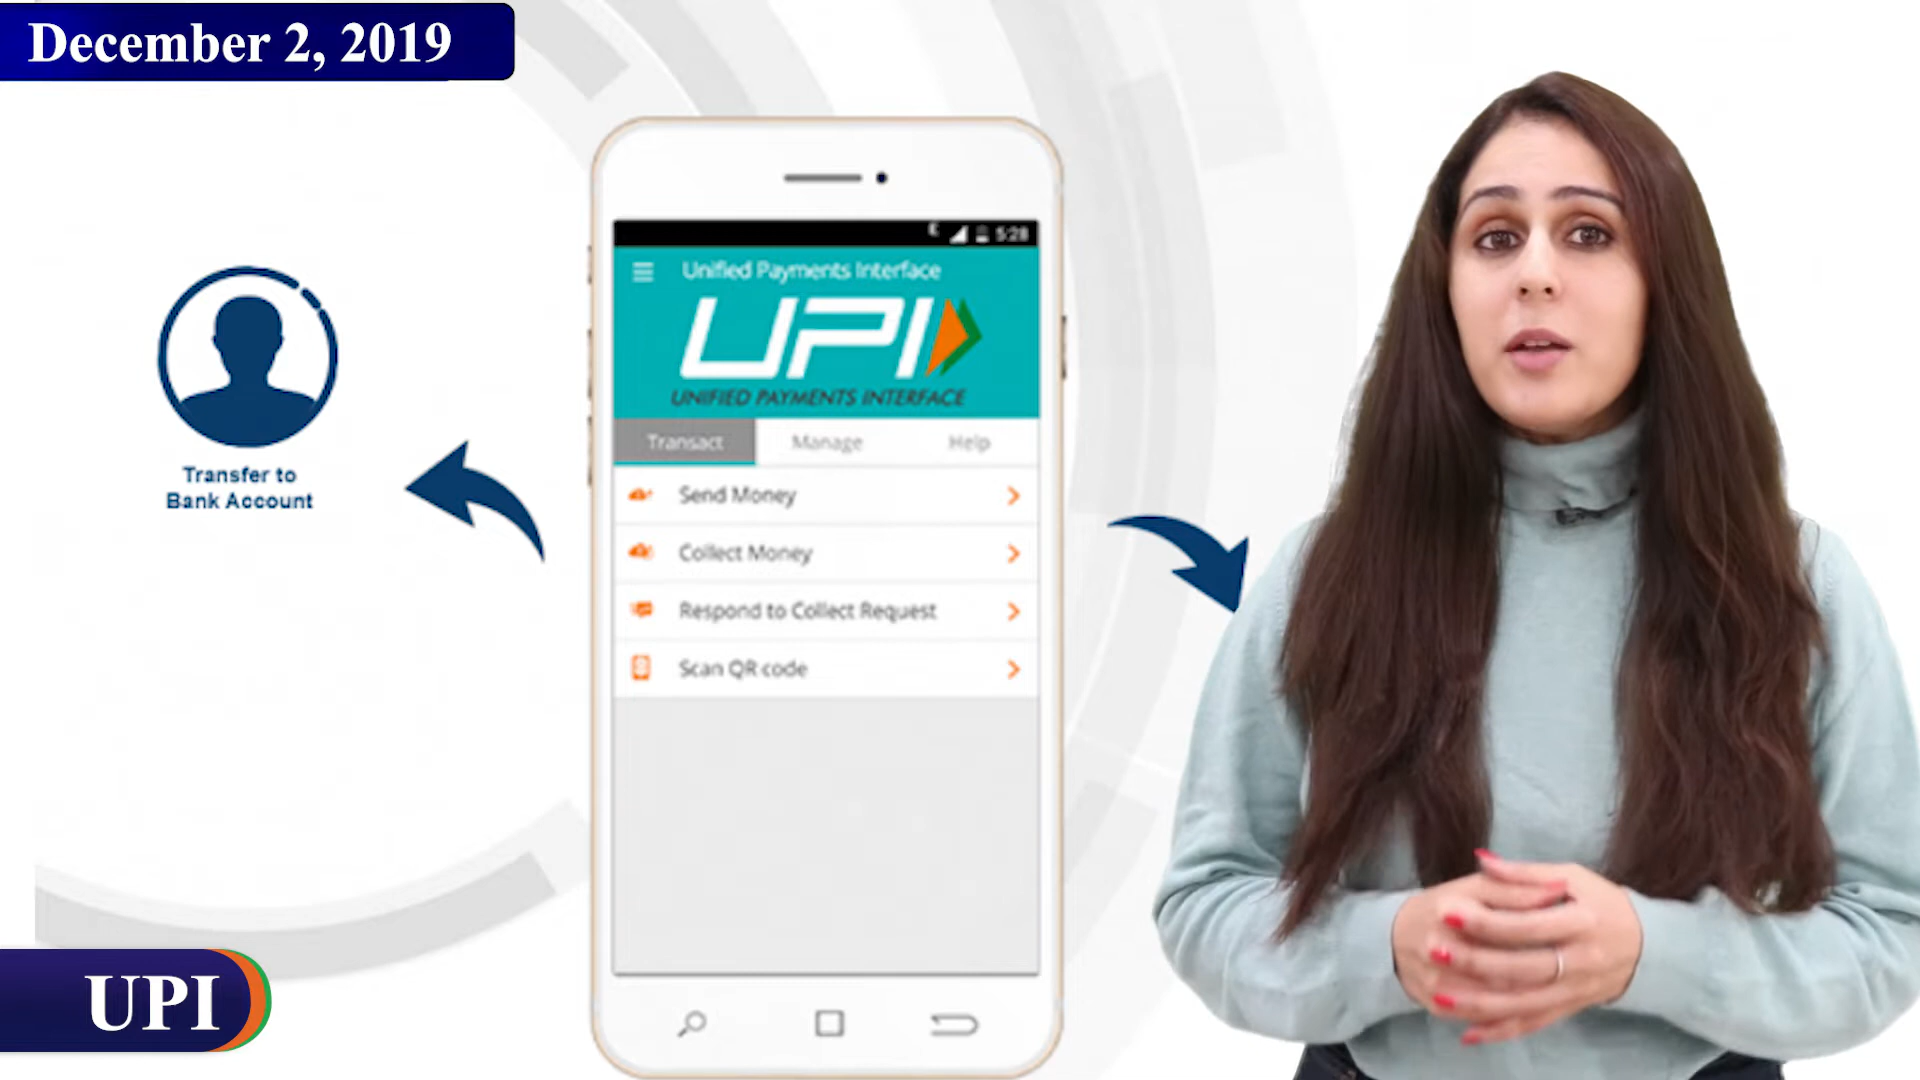 December 2, 2019
5:28
Unified Payments Interface
UPI
UNIFIED PAYMENTS INTERFACE
Transact Manage Help
Send Money
Collect Money
Respond to Collect Request
Scan QR code
Transfer to
Bank Account
UPI